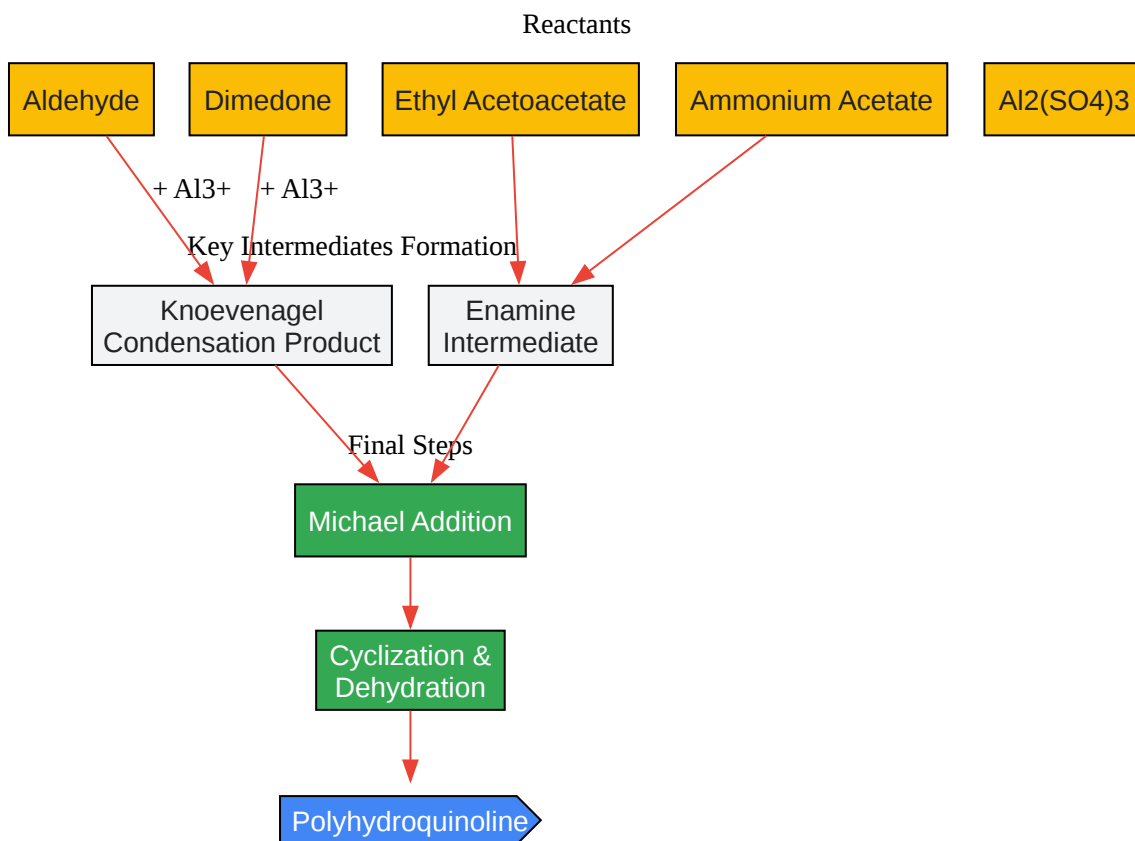 Reactants
Aldehyde
Dimedone
Ethyl Acetoacetate
Ammonium Acetate
Al2(SO4)3
+ Al3+
+ Al3+
Key Intermediates Formation
Knoevenagel
Condensation Product
Enamine
Intermediate
Final Steps
Michael Addition
Cyclization &
Dehydration
Polyhydroquinoline